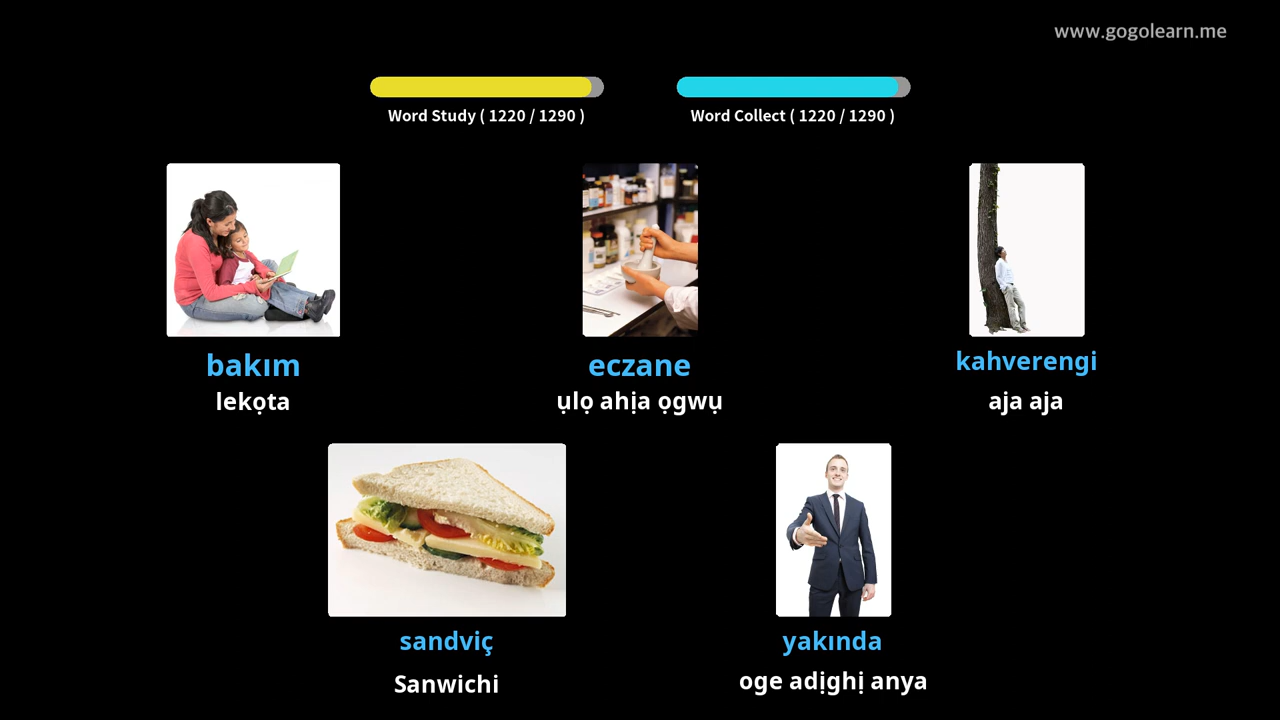 www.gogolearn.me
Word Study ( 1220 / 1290 )
Word Collect ( 1220 / 1290 )
bakım
lekọta
eczane
ụlọ ahịa ọgwụ
kahverengi
aja aja
sandviç
Sanwichi
yakında
oge adịghị anya